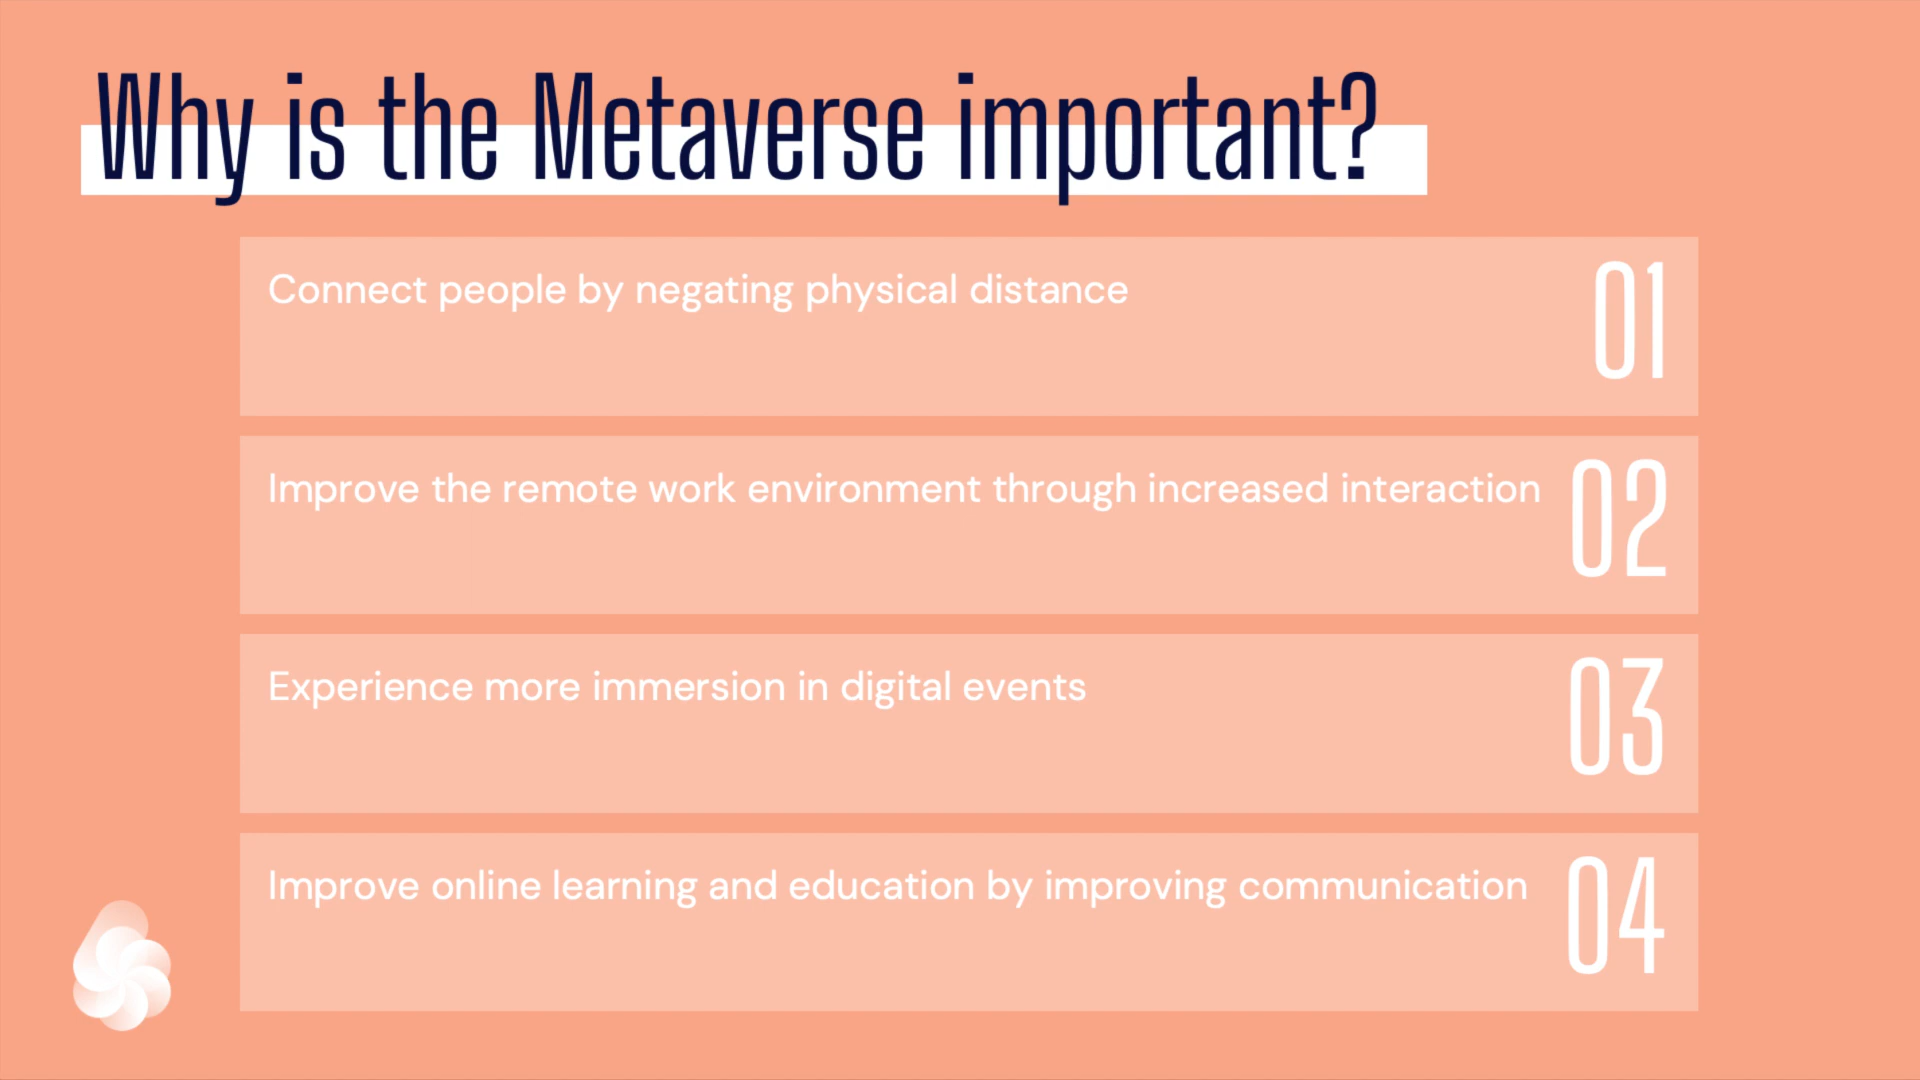 Why is the Metaverse important?
Connect people by negating physical distance
01
Improve the remote work environment through increased interaction
02
Experience more immersion in digital events
03
Improve online learning and education by improving communication
04